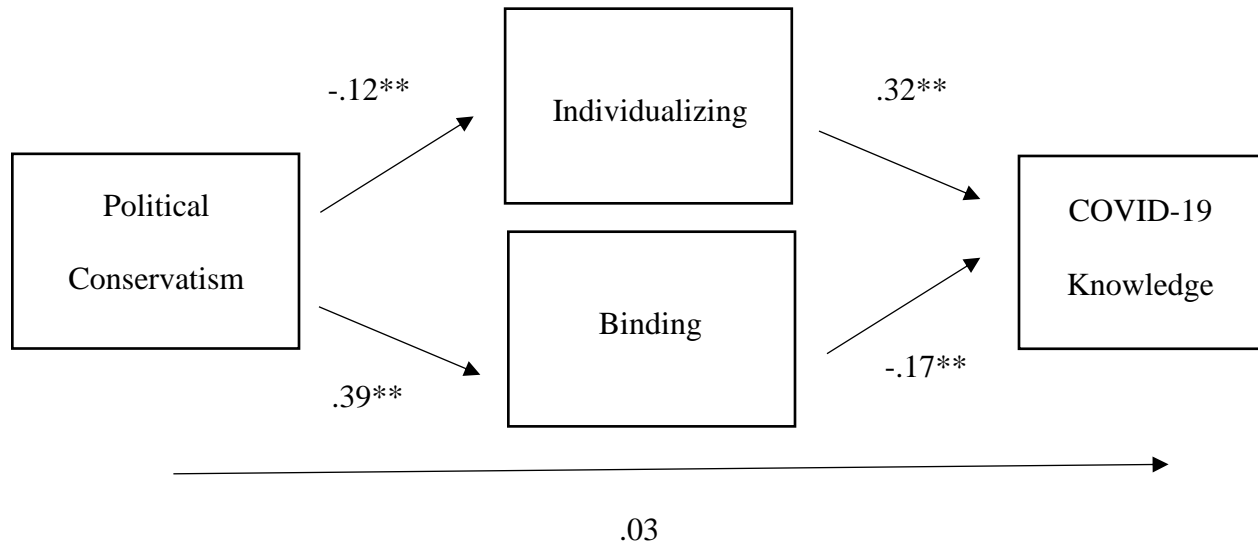 -.12**
Individualizing
.32**
Political
Conservatism
COVID-19
Knowledge
Binding
.39**
-.17**
.03